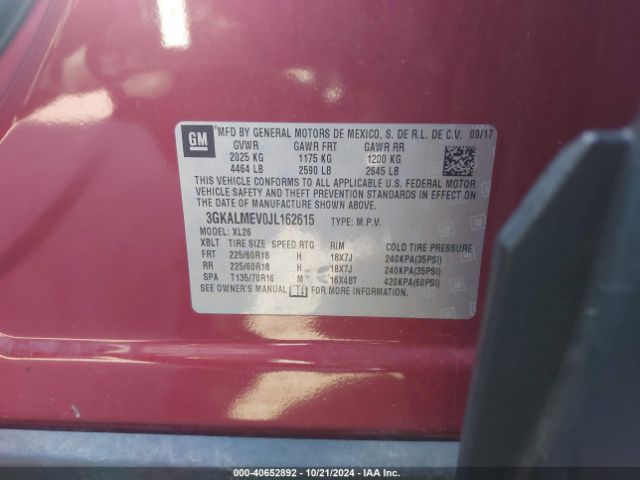 GM
MFD BY GENERAL MOTORS DE MEXICO, S. DE R.L. DE C.V. 09/17
GVWR GAWR FRT GAWR RR
2025 KG 1175 KG 1200 KG
4464 LB 2590 LB 2645 LB
THIS VEHICLE CONFORMS TO ALL APPLICABLE U.S. FEDERAL MOTOR
VEHICLE SAFETY AND THEFT PREVENTION STANDARDS IN EFFECT ON
THE DATE OF MANUFACTURE SHOWN ABOVE.
3GKALMEV0JL162615 TYPE: M.P.V.
MODEL: XL26
XBLT TIRE SIZE SPEED RTG RIM COLD TIRE PRESSURE
FRT 225/60R18 H 18X7J 240KPA(35PSI)
RR 225/60R18 H 18X7J 240KPA(35PSI)
SPA T135/70R16 M 16X4BT 420KPA(60PSI)
SEE OWNER'S MANUAL FOR MORE INFORMATION.
000-40652892 - 10/21/2024 - IAA Inc.